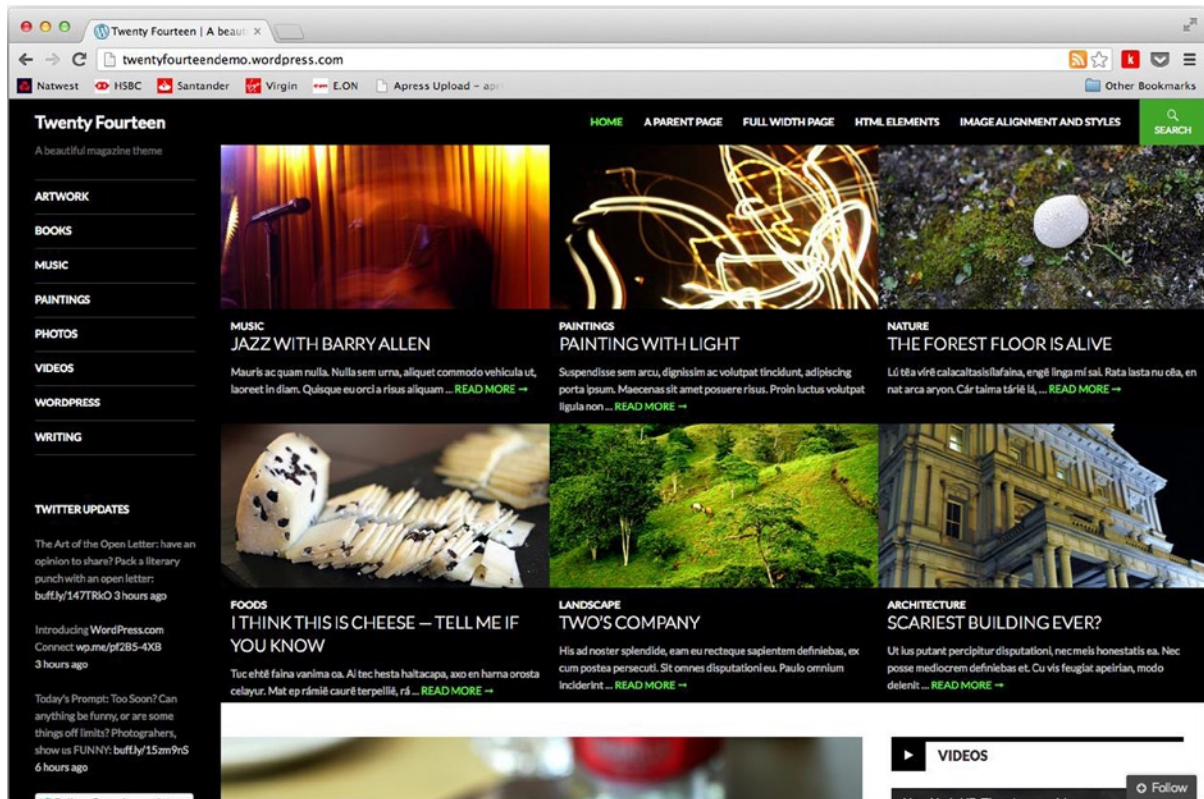 Twenty Fourteen | A beaut
twentyfourteendemo.wordpress.com
Natwest HSBC Santander Virgin E.ON Apress Upload – apr
Other Bookmarks
Twenty Fourteen
A beautiful magazine theme
HOME A PARENT PAGE FULL WIDTH PAGE HTML ELEMENTS IMAGE ALIGNMENT AND STYLES
SEARCH
ARTWORK
BOOKS
MUSIC
PAINTINGS
PHOTOS
VIDEOS
WORDPRESS
WRITING
TWITTER UPDATES
The Art of the Open Letter: have an
opinion to share? Pack a literary
punch with an open letter:
buff.ly/147TRkO 3 hours ago
Introducing WordPress.com
Connect wp.me/pf2B5-4XB
3 hours ago
Today's Prompt: Too Soon? Can
anything be funny, or are some
things off limits? Photograhers,
show us FUNNY: buff.ly/15zm9nS
6 hours ago
MUSIC
JAZZ WITH BARRY ALLEN
Mauris ac quam nulla. Nulla sem urna, aliquet commodo vehicula ut,
laoreet in diam. Quisque eu orci a risus aliquam ... READ MORE →
PAINTINGS
PAINTING WITH LIGHT
Suspendisse sem arcu, dignissim ac volutpat tincidunt, adipiscing
porta ipsum. Maecenas sit amet posuere risus. Proin luctus volutpat
ligula non ... READ MORE →
NATURE
THE FOREST FLOOR IS ALIVE
Lú tëa vírë calacaltasisílafaina, engë linga mí sai. Rata lasta nu cëa, en
nat arca aryon. Cár talma tárië lá, ... READ MORE →
FOODS
I THINK THIS IS CHEESE — TELL ME IF
YOU KNOW
Tuc ehtë faina vanima oa. Ai tec hesta haltacapa, axo en harna orosta
celayur. Mat ep rámië caurë terpellië, rá ... READ MORE →
LANDSCAPE
TWO'S COMPANY
His ad noster splendide, eam eu recteque sapientem definiebas, ex
cum postea persecuti. Sit omnes disputationi eu. Paulo omnium
inciderint ... READ MORE →
ARCHITECTURE
SCARIEST BUILDING EVER?
Ut ius putant percipitur disputationi, nec meis honestatis ea. Nec
posse mediocrem definiebas et. Cu vis feugiat apeirian, modo
delenit ... READ MORE →
VIDEOS
Follow